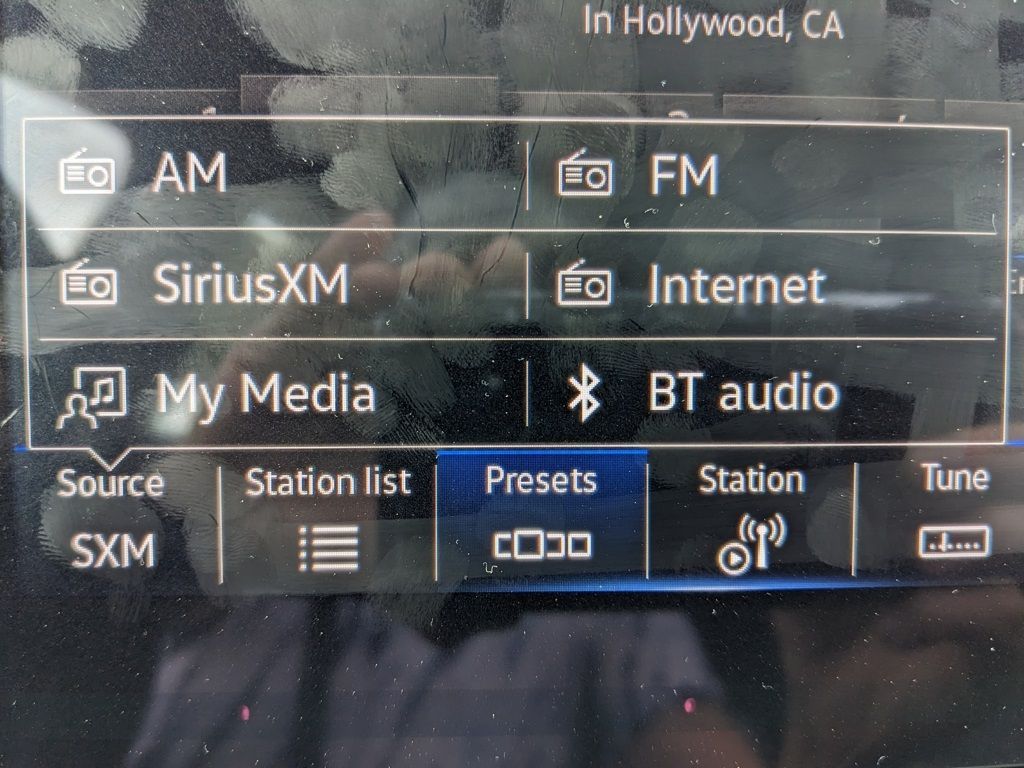 In Hollywood, CA
AM
FM
SiriusXM
Internet
My Media
BT audio
Source
Station list
Presets
Station
Tune
SXM